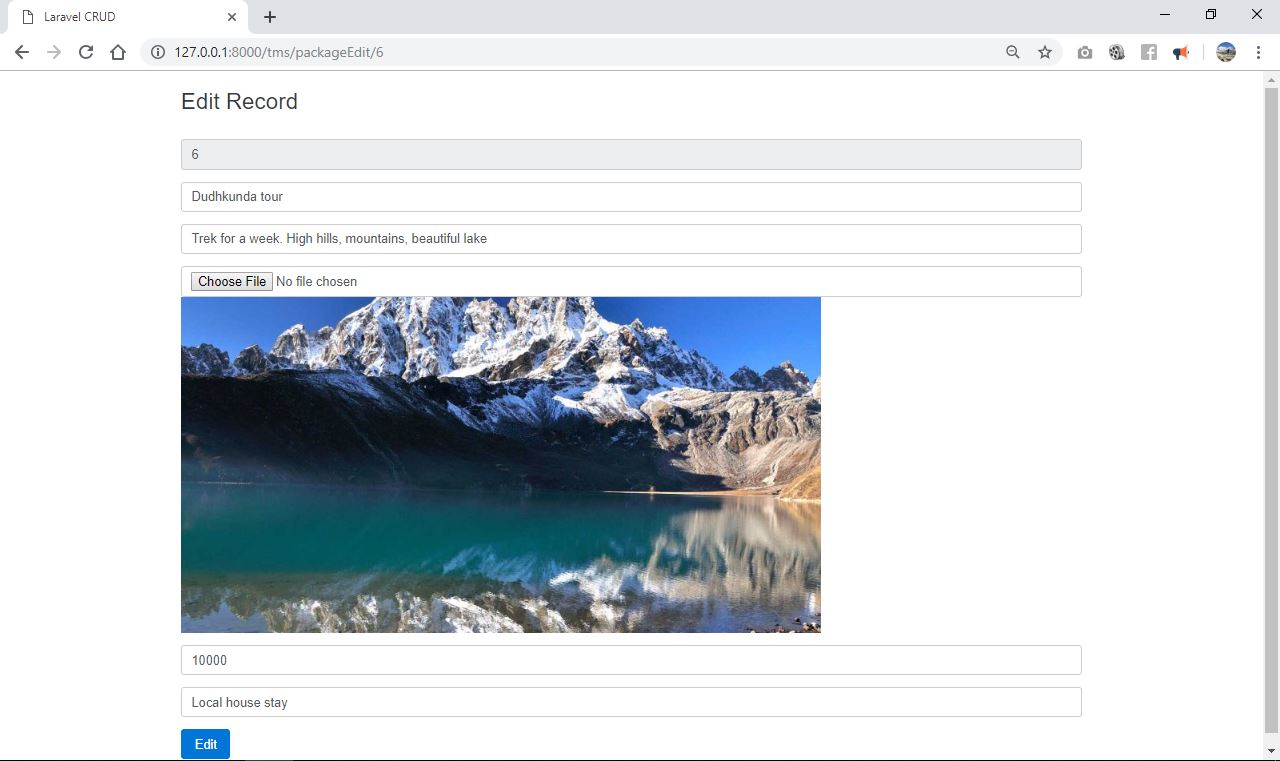 Laravel CRUD
127.0.0.1:8000/tms/packageEdit/6
Edit Record
6
Dudhkunda tour
Trek for a week. High hills, mountains, beautiful lake
Choose File No file chosen
10000
Local house stay
Edit